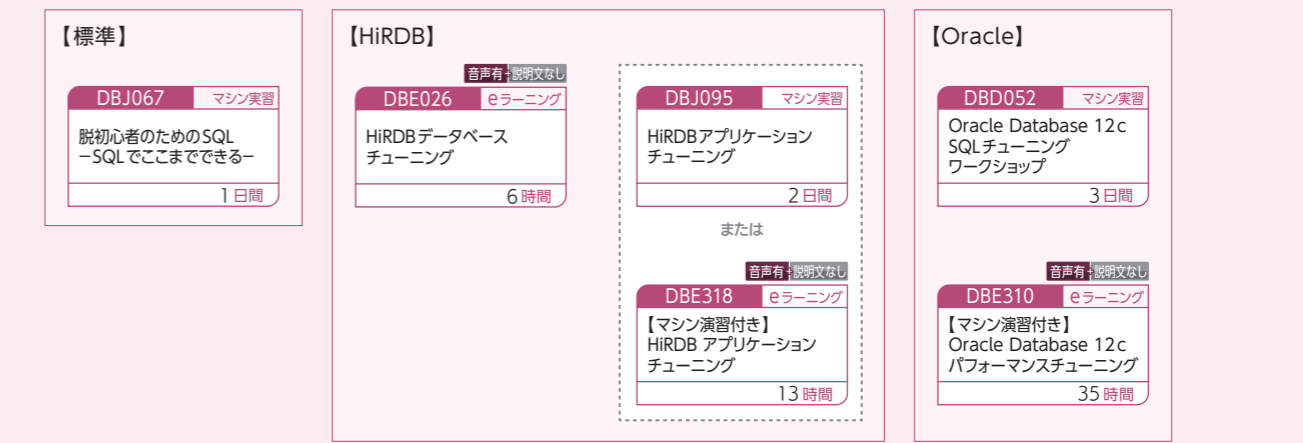 【標準】
DBJ067 マシン実習
脱初心者のためのSQL
－SQLでここまでできる－
1日間
【HiRDB】
音声有 説明文なし
DBE026 eラーニング
HiRDBデータベース
チューニング
6時間
DBJ095 マシン実習
HiRDBアプリケーション
チューニング
2日間
または
音声有 説明文なし
DBE318 eラーニング
【マシン演習付き】
HiRDB アプリケーション
チューニング
13時間
【Oracle】
DBD052 マシン実習
Oracle Database 12c
SQLチューニング
ワークショップ
3日間
音声有 説明文なし
DBE310 eラーニング
【マシン演習付き】
Oracle Database 12c
パフォーマンスチューニング
35時間